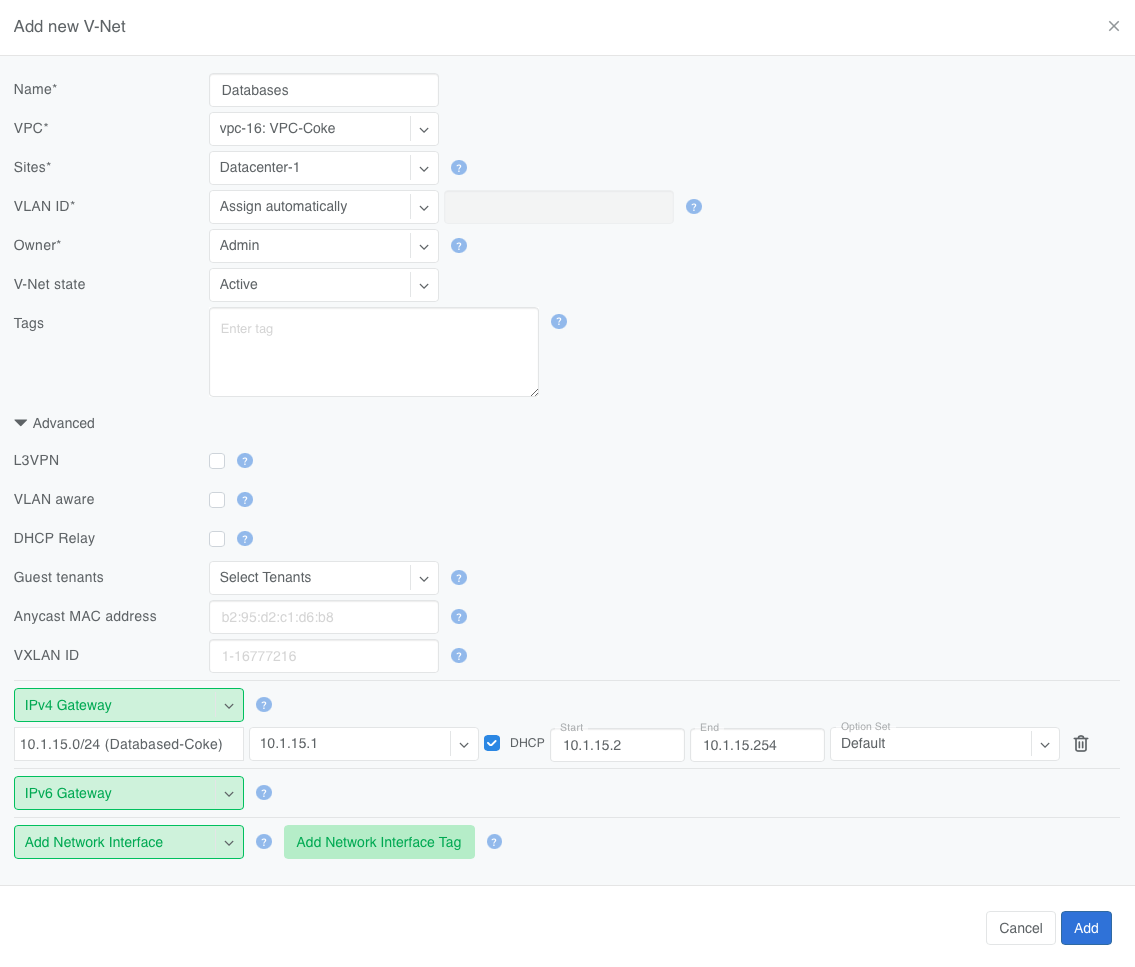 Add new V-Net
Name* Databases
VPC* vpc-16: VPC-Coke
Sites* Datacenter-1 ?
VLAN ID* Assign automatically ?
Owner* Admin ?
V-Net state Active
Tags Enter tag ?
Advanced
L3VPN ?
VLAN aware ?
DHCP Relay ?
Guest tenants Select Tenants ?
Anycast MAC address b2:95:d2:c1:d6:b8 ?
VXLAN ID 1-16777216 ?
IPv4 Gateway ?
Start End Option Set
10.1.15.0/24 (Databased-Coke) 10.1.15.1 DHCP 10.1.15.2 10.1.15.254 Default
IPv6 Gateway ?
Add Network Interface ? Add Network Interface Tag ?
Cancel Add